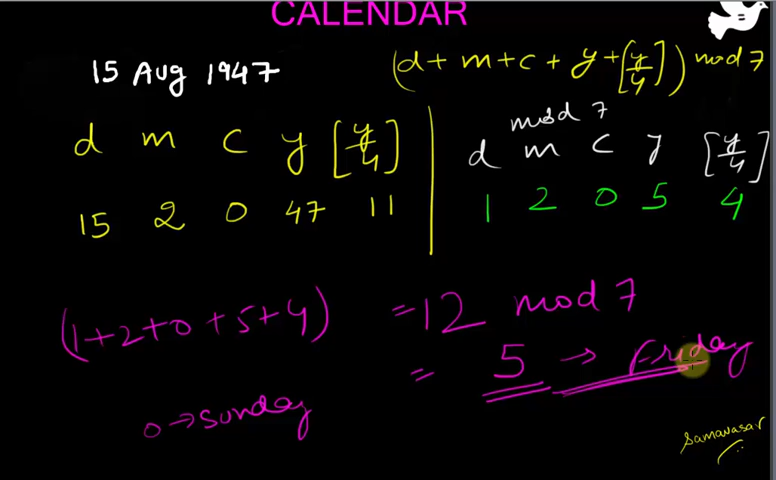 CALENDAR
15 Aug 1947
(d + m + c + y + [y/4]) mod 7
d m c y [y/4]
15 2 0 47 11
mod 7
d m c y [y/4]
1 2 0 5 4
(1+2+0+5+4) = 12 mod 7
= 5 → Friday
0 → Sunday
Samavasar